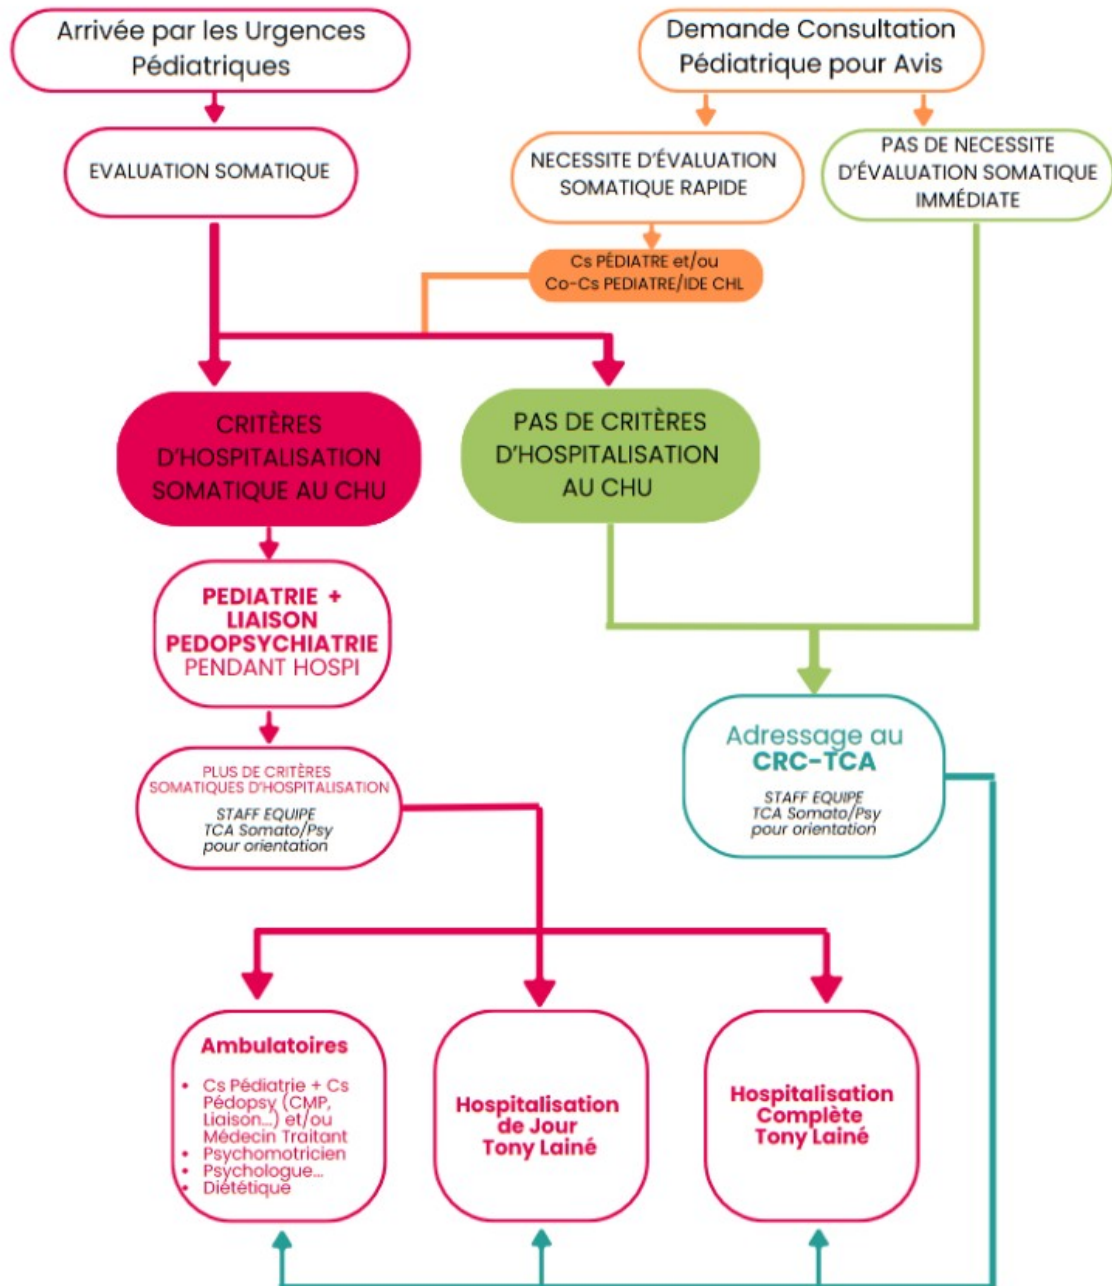 Arrivée par les Urgences
Pédiatriques
Demande Consultation
Pédiatrique pour Avis
EVALUATION SOMATIQUE
NECESSITE D'ÉVALUATION
SOMATIQUE RAPIDE
PAS DE NECESSITE
D'ÉVALUATION SOMATIQUE
IMMÉDIATE
Cs PÉDIATRE et/ou
Co-Cs PEDIATRE/IDE CHL
CRITÈRES
D'HOSPITALISATION
SOMATIQUE AU CHU
PAS DE CRITÈRES
D'HOSPITALISATION
AU CHU
PEDIATRIE +
LIAISON
PEDOPSYCHIATRIE
PENDANT HOSPI
PLUS DE CRITÈRES
SOMATIQUES D'HOSPITALISATION
STAFF EQUIPE
TCA Somato/Psy
pour orientation
Adressage au
CRC-TCA
STAFF EQUIPE
TCA Somato/Psy
pour orientation
Ambulatoires
• Cs Pédiatrie + Cs
Pédopsy (CMP,
Liaison...) et/ou
Médecin Traitant
• Psychomotricien
• Psychologue...
• Diététique
Hospitalisation
de Jour
Tony Lainé
Hospitalisation
Complète
Tony Lainé